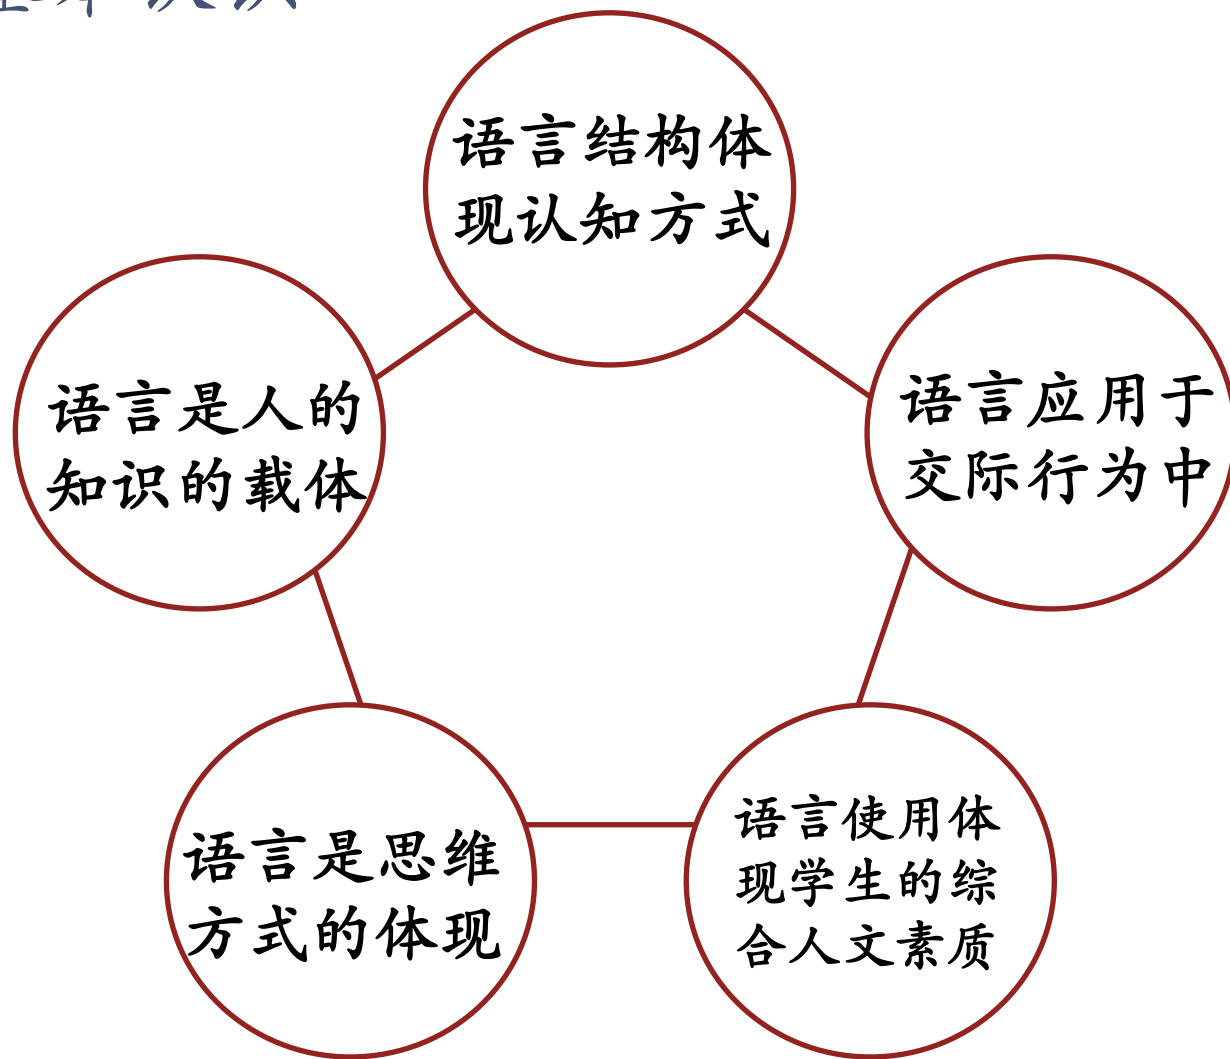 语言结构体
现认知方式
语言是人的
知识的载体
语言应用于
交际行为中
语言是思维
方式的体现
语言使用体
现学生的综
合人文素质